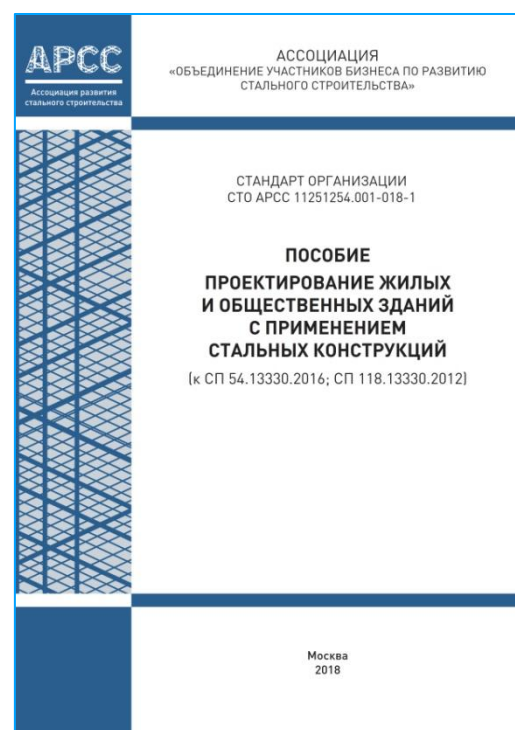 АРСС
Ассоциация развития
стального строительства
АССОЦИАЦИЯ
«ОБЪЕДИНЕНИЕ УЧАСТНИКОВ БИЗНЕСА ПО РАЗВИТИЮ
СТАЛЬНОГО СТРОИТЕЛЬСТВА»
СТАНДАРТ ОРГАНИЗАЦИИ
СТО АРСС 11251254.001-018-1
ПОСОБИЕ
ПРОЕКТИРОВАНИЕ ЖИЛЫХ
И ОБЩЕСТВЕННЫХ ЗДАНИЙ
С ПРИМЕНЕНИЕМ
СТАЛЬНЫХ КОНСТРУКЦИЙ
(к СП 54.13330.2016; СП 118.13330.2012)
Москва
2018